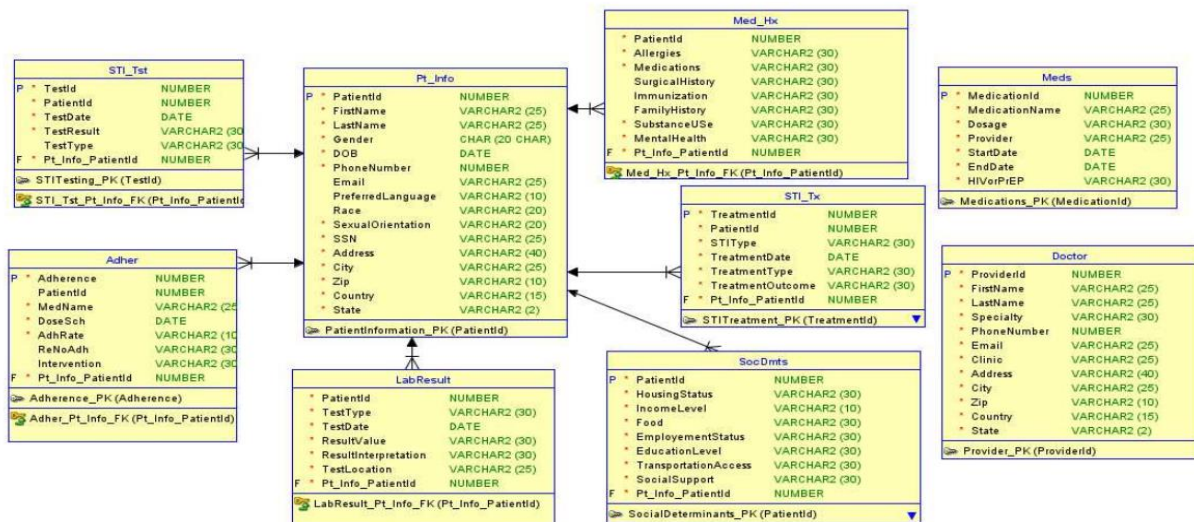 STI_Tst
P * TestId NUMBER
* PatientId NUMBER
* TestDate DATE
* TestResult VARCHAR2 (30
TestType VARCHAR2 (30
F * Pt_Info_PatientId NUMBER
STITesting_PK (TestId)
STI_Tst_Pt_Info_FK (Pt_Info_PatientId
Adher
P * Adherence NUMBER
PatientId NUMBER
* MedName VARCHAR2 (25
DoseSch DATE
* AdhRate VARCHAR2 (10
ReNoAdh VARCHAR2 (30
Intervention VARCHAR2 (30
F * Pt_Info_PatientId NUMBER
Adherence_PK (Adherence)
Adher_Pt_Info_FK (Pt_Info_PatientId)
Pt_Info
P * PatientId NUMBER
* FirstName VARCHAR2 (25)
* LastName VARCHAR2 (25)
* Gender CHAR (20 CHAR)
* DOB DATE
* PhoneNumber NUMBER
Email VARCHAR2 (25)
PreferredLanguage VARCHAR2 (10)
Race VARCHAR2 (20)
* SexualOrientation VARCHAR2 (20)
* SSN VARCHAR2 (25)
* Address VARCHAR2 (40)
* City VARCHAR2 (25)
* Zip VARCHAR2 (10)
* Country VARCHAR2 (15)
* State VARCHAR2 (2)
PatientInformation_PK (PatientId)
LabResult
* PatientId NUMBER
* TestType VARCHAR2 (30)
* TestDate DATE
* ResultValue VARCHAR2 (30)
* ResultInterpretation VARCHAR2 (30)
* TestLocation VARCHAR2 (25)
F * Pt_Info_PatientId NUMBER
LabResult_Pt_Info_FK (Pt_Info_PatientId)
Med_Hx
* PatientId NUMBER
* Allergies VARCHAR2 (30)
* Medications VARCHAR2 (30)
SurgicalHistory VARCHAR2 (30)
Immunization VARCHAR2 (30)
* FamilyHistory VARCHAR2 (30)
* SubstanceUSe VARCHAR2 (30)
* MentalHealth VARCHAR2 (30)
F * Pt_Info_PatientId NUMBER
Med_Hx_Pt_Info_FK (Pt_Info_PatientId)
STI_Tx
P * TreatmentId NUMBER
* PatientId NUMBER
* STIType VARCHAR2 (30)
* TreatmentDate DATE
* TreatmentType VARCHAR2 (30)
* TreatmentOutcome VARCHAR2 (30)
F * Pt_Info_PatientId NUMBER
STITreatment_PK (TreatmentId)
SocDmts
P * PatientId NUMBER
* HousingStatus VARCHAR2 (30)
* IncomeLevel VARCHAR2 (10)
* Food VARCHAR2 (30)
* EmployementStatus VARCHAR2 (30)
* EducationLevel VARCHAR2 (30)
* TransportationAccess VARCHAR2 (30)
* SocialSupport VARCHAR2 (30)
F * Pt_Info_PatientId NUMBER
SocialDeterminants_PK (PatientId)
Meds
P * MedicationId NUMBER
* MedicationName VARCHAR2 (25)
* Dosage VARCHAR2 (30)
* Provider VARCHAR2 (25)
* StartDate DATE
* EndDate DATE
* HIVorPrEP VARCHAR2 (30)
Medications_PK (MedicationId)
Doctor
P * ProviderId NUMBER
* FirstName VARCHAR2 (25)
* LastName VARCHAR2 (25)
* Specialty VARCHAR2 (30)
* PhoneNumber NUMBER
* Email VARCHAR2 (25)
* Clinic VARCHAR2 (25)
* Address VARCHAR2 (40)
* City VARCHAR2 (25)
* Zip VARCHAR2 (10)
* Country VARCHAR2 (15)
* State VARCHAR2 (2)
Provider_PK (ProviderId)